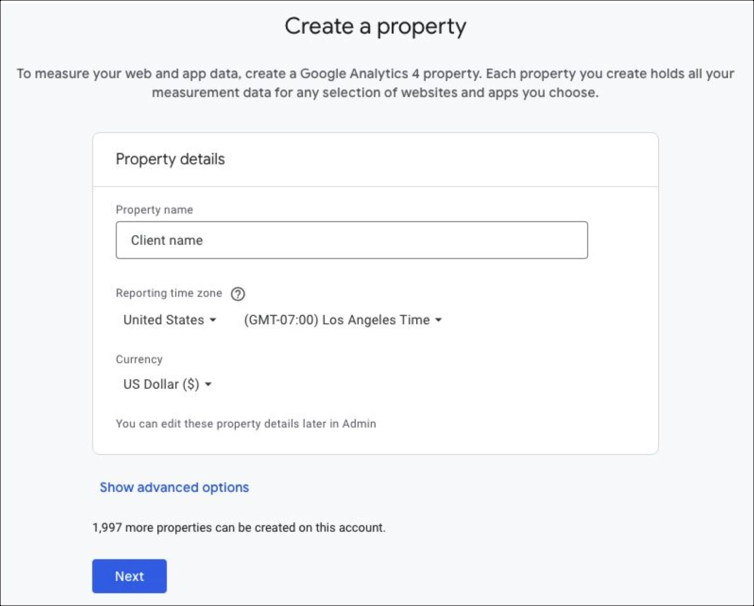 Create a property
To measure your web and app data, create a Google Analytics 4 property. Each property you create holds all your
measurement data for any selection of websites and apps you choose.
Property details
Property name
Client name
Reporting time zone ?
United States (GMT-07:00) Los Angeles Time
Currency
US Dollar ($)
You can edit these property details later in Admin
Show advanced options
1,997 more properties can be created on this account.
Next